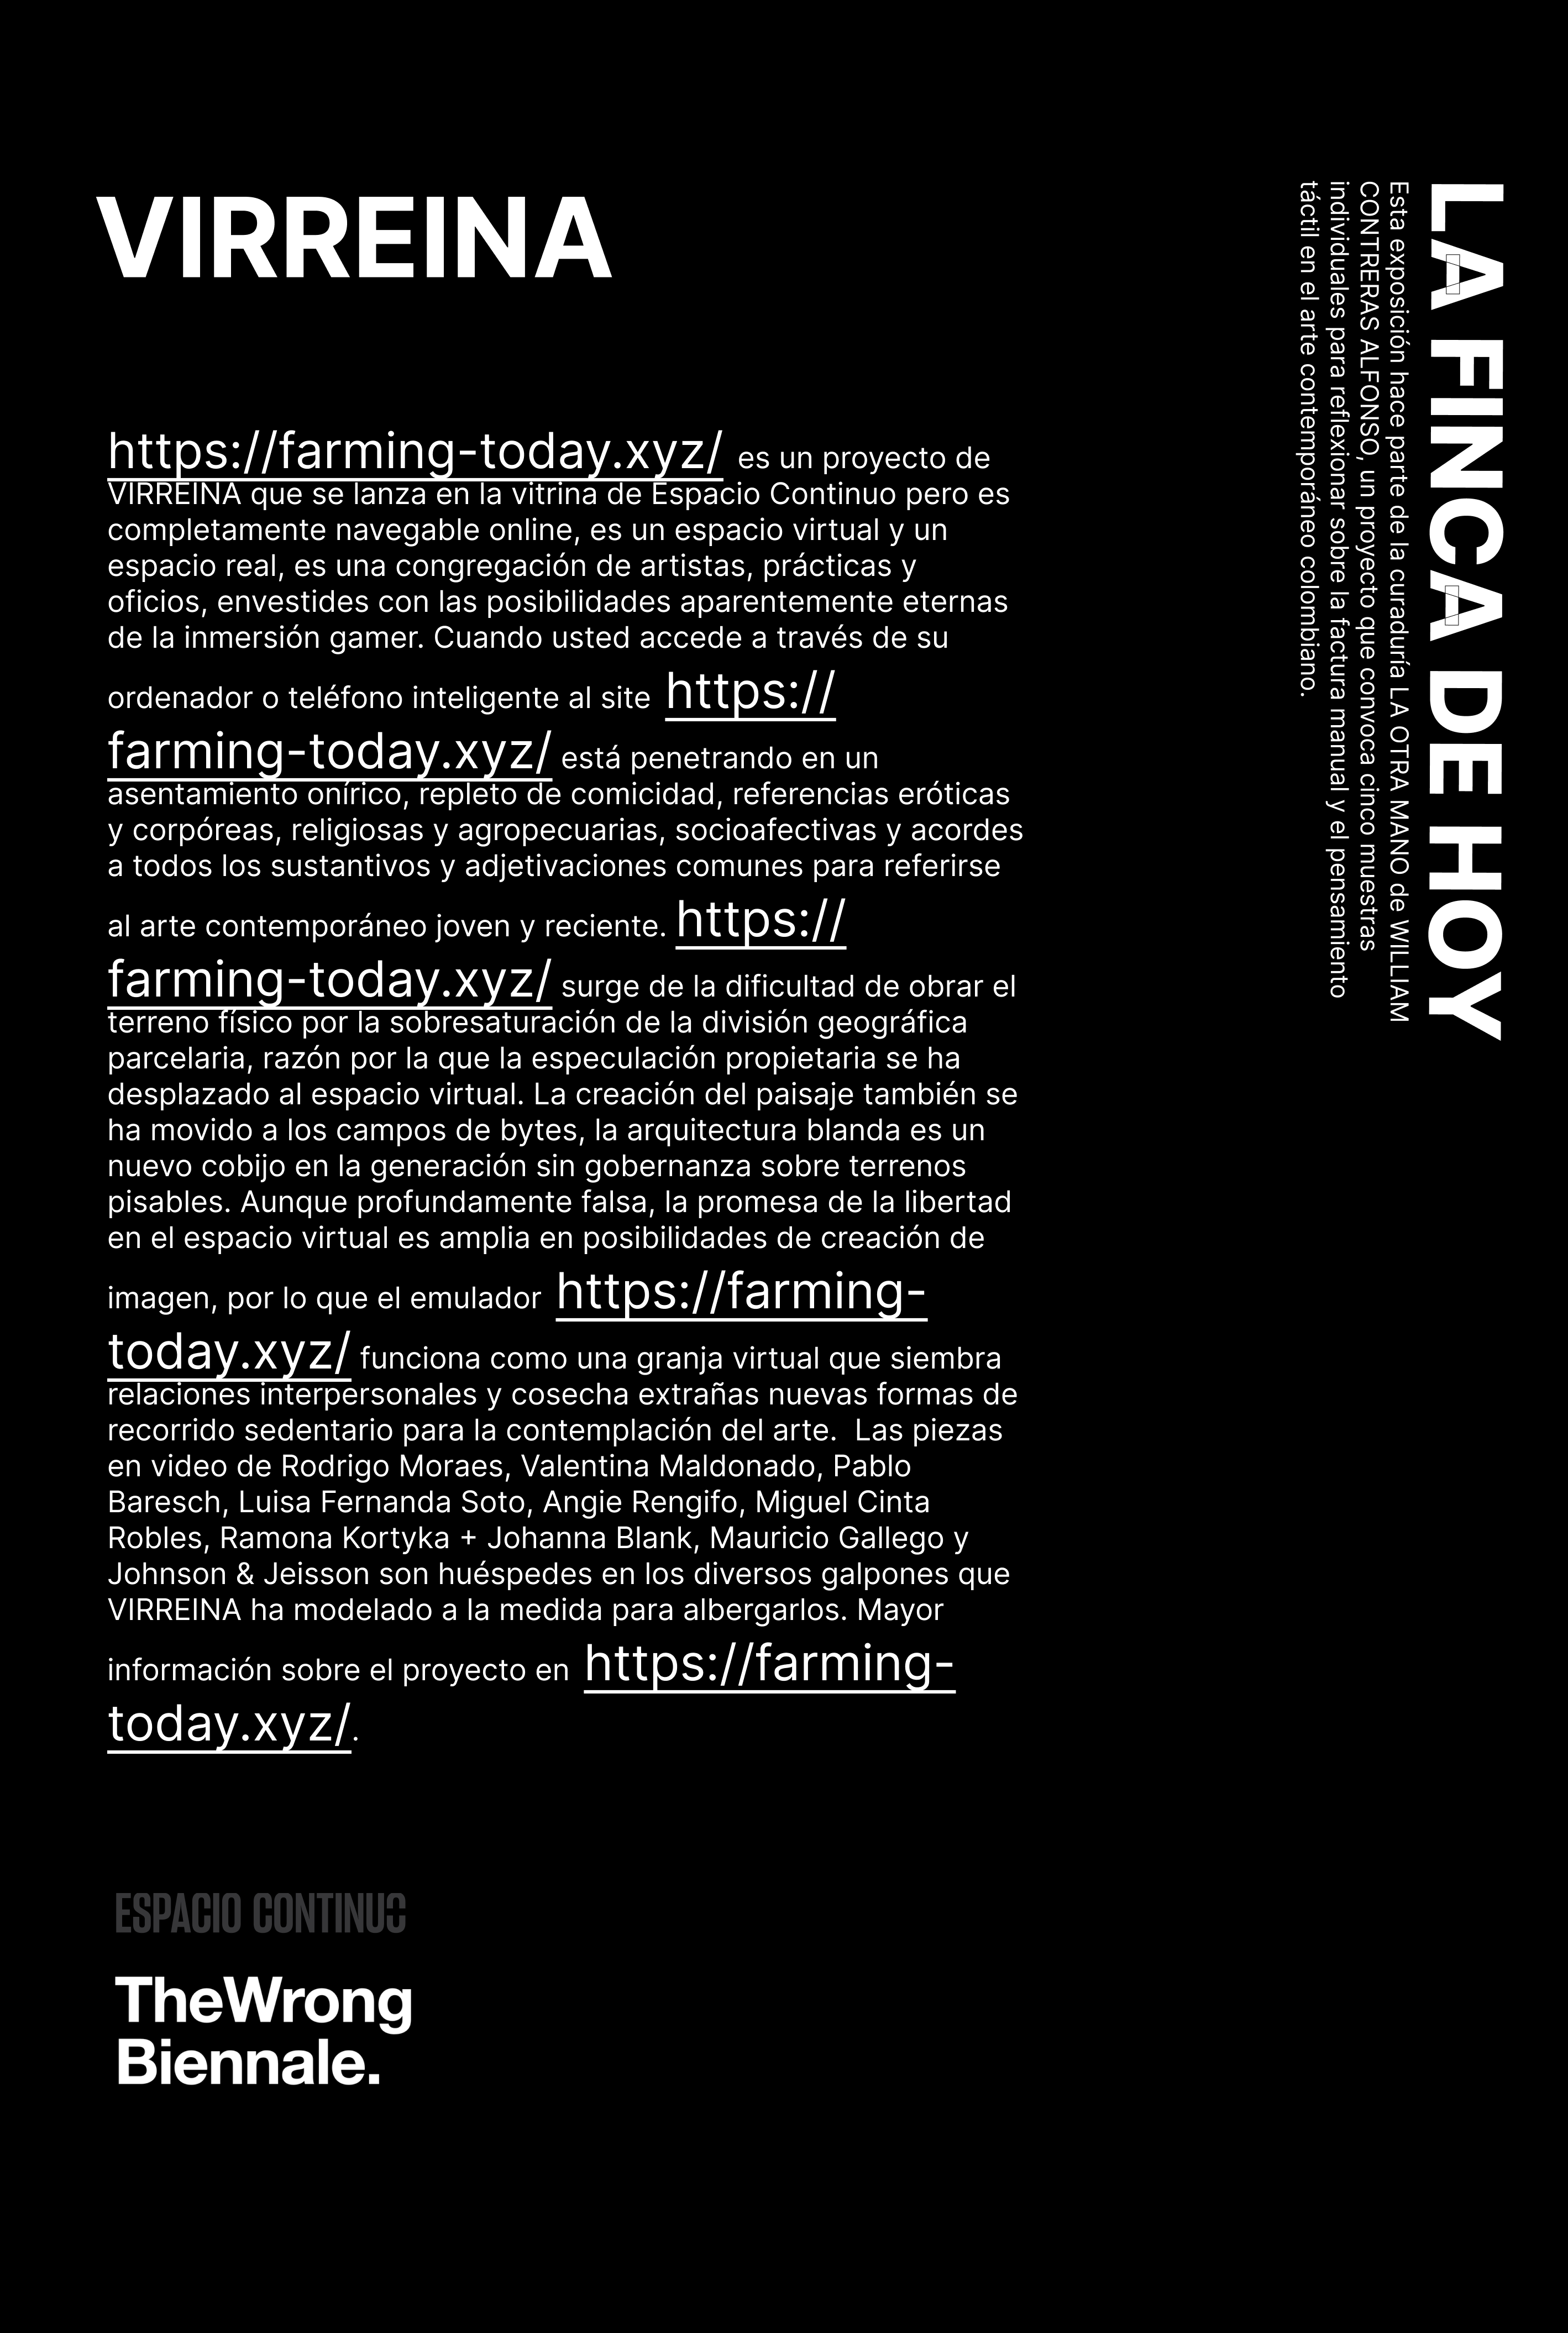 VIRREINA
https://farming-today.xyz/ es un proyecto de
VIRREINA que se lanza en la vitrina de Espacio Continuo pero es
completamente navegable online, es un espacio virtual y un
espacio real, es una congregación de artistas, prácticas y
oficios, envestides con las posibilidades aparentemente eternas
de la inmersión gamer. Cuando usted accede a través de su
ordenador o teléfono inteligente al site https://
farming-today.xyz/ está penetrando en un
asentamiento onírico, repleto de comicidad, referencias eróticas
y corpóreas, religiosas y agropecuarias, socioafectivas y acordes
a todos los sustantivos y adjetivaciones comunes para referirse
al arte contemporáneo joven y reciente. https://
farming-today.xyz/ surge de la dificultad de obrar el
terreno físico por la sobresaturación de la división geográfica
parcelaria, razón por la que la especulación propietaria se ha
desplazado al espacio virtual. La creación del paisaje también se
ha movido a los campos de bytes, la arquitectura blanda es un
nuevo cobijo en la generación sin gobernanza sobre terrenos
pisables. Aunque profundamente falsa, la promesa de la libertad
en el espacio virtual es amplia en posibilidades de creación de
imagen, por lo que el emulador https://farming-
today.xyz/ funciona como una granja virtual que siembra
relaciones interpersonales y cosecha extrañas nuevas formas de
recorrido sedentario para la contemplación del arte.  Las piezas
en video de Rodrigo Moraes, Valentina Maldonado, Pablo
Baresch, Luisa Fernanda Soto, Angie Rengifo, Miguel Cinta
Robles, Ramona Kortyka + Johanna Blank, Mauricio Gallego y
Johnson & Jeisson son huéspedes en los diversos galpones que
VIRREINA ha modelado a la medida para albergarlos. Mayor
información sobre el proyecto en https://farming-
today.xyz/.
ESPACIO CONTINUO
TheWrong
Biennale.
LA FINCA DE HOY
Esta exposición hace parte de la curaduría LA OTRA MANO de WILLIAM
CONTRERAS ALFONSO, un proyecto que convoca cinco muestras
individuales para reflexionar sobre la factura manual y el pensamiento
táctil en el arte contemporáneo colombiano.